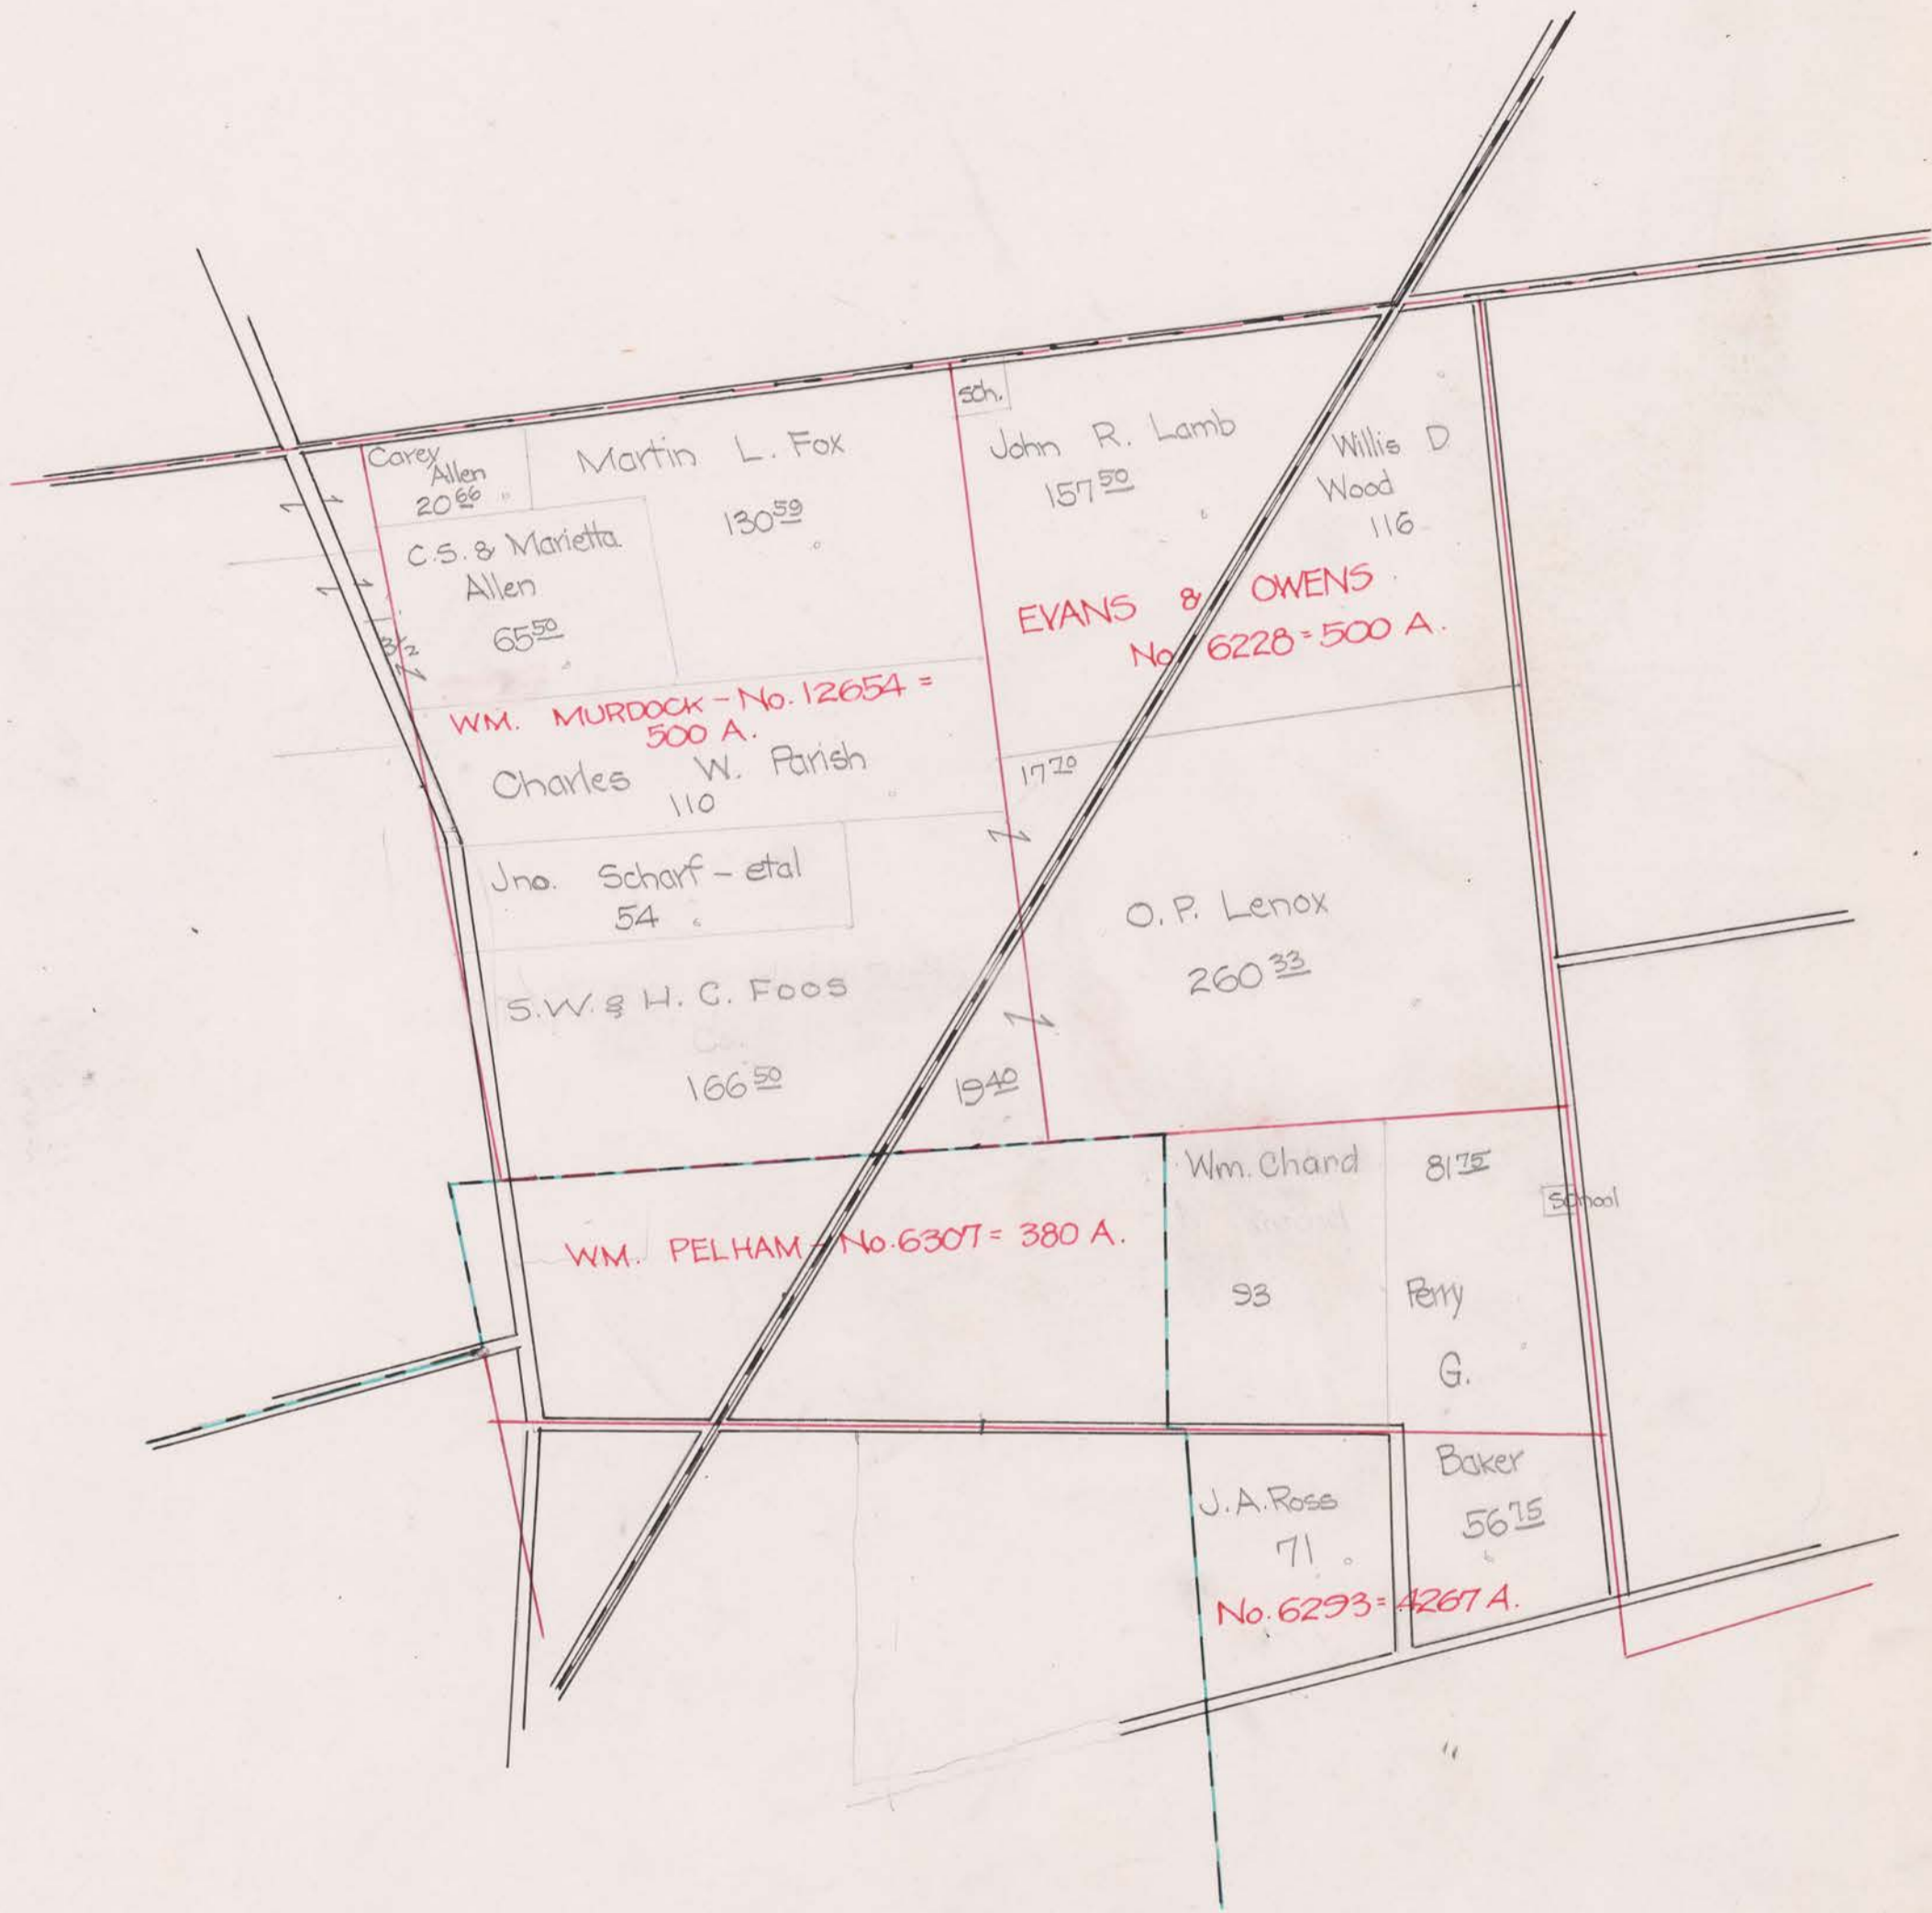 Sch.
Carey
Allen
20 66
Martin L. Fox
130 59
John R. Lamb
157 50
Willis D
Wood
116
C.S. & Marietta
Allen
65 50
3 1/2
EVANS & OWENS
No. 6228 = 500 A.
WM. MURDOCK - No. 12654 =
500 A.
Charles W. Parish
110
17 70
Jno. Scharf - etal
54
O.P. Lenox
260 33
S.W. & H. C. Foos
166 50
19 40
Wm. Chand
93
81 75
School
WM. PELHAM - No. 6307 = 380 A.
Perry
G.
Baker
56 75
J.A. Ross
71
No. 6293 = 4267 A.